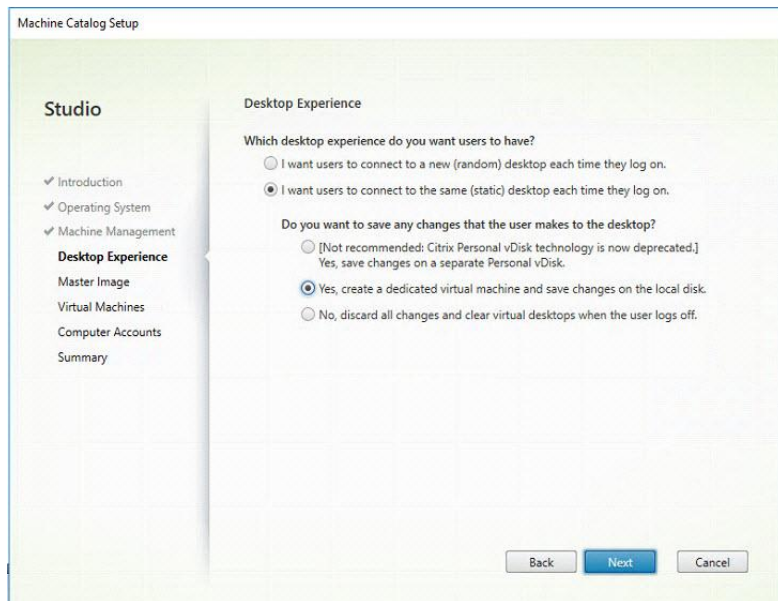 Machine Catalog Setup
Studio
Introduction
Operating System
Machine Management
Desktop Experience
Master Image
Virtual Machines
Computer Accounts
Summary
Desktop Experience
Which desktop experience do you want users to have?
I want users to connect to a new (random) desktop each time they log on.
I want users to connect to the same (static) desktop each time they log on.
Do you want to save any changes that the user makes to the desktop?
[Not recommended: Citrix Personal vDisk technology is now deprecated.]
Yes, save changes on a separate Personal vDisk.
Yes, create a dedicated virtual machine and save changes on the local disk.
No, discard all changes and clear virtual desktops when the user logs off.
Back
Next
Cancel